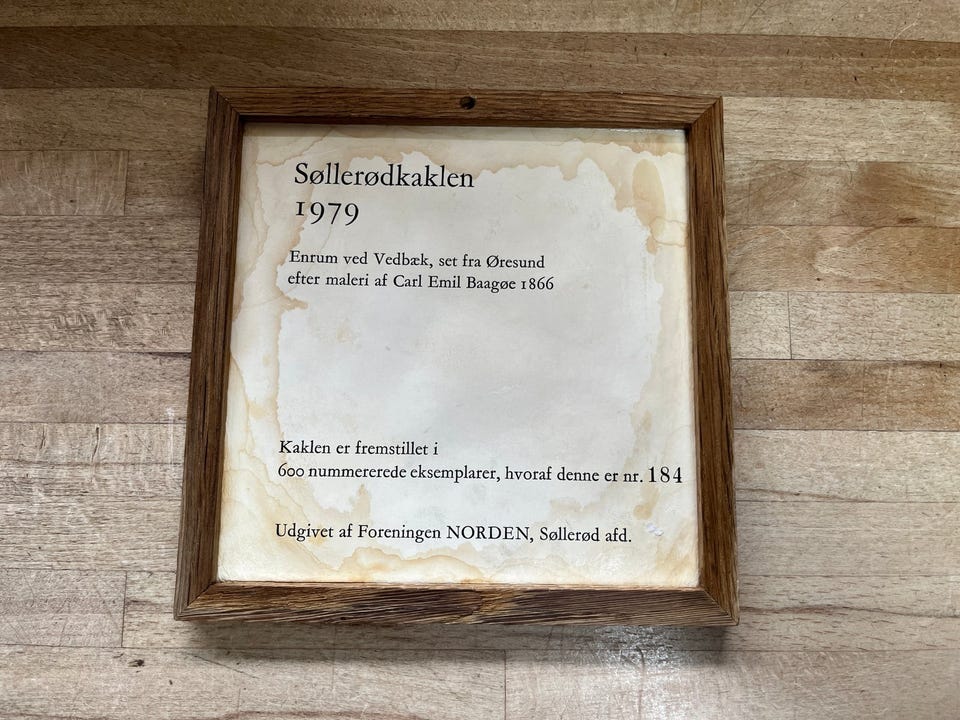 Søllerødkaklen
1979
Enrum ved Vedbæk, set fra Øresund
efter maleri af Carl Emil Baagøe 1866
Kaklen er fremstillet i
600 nummererede eksemplarer, hvoraf denne er nr. 184
Udgivet af Foreningen NORDEN, Søllerød afd.